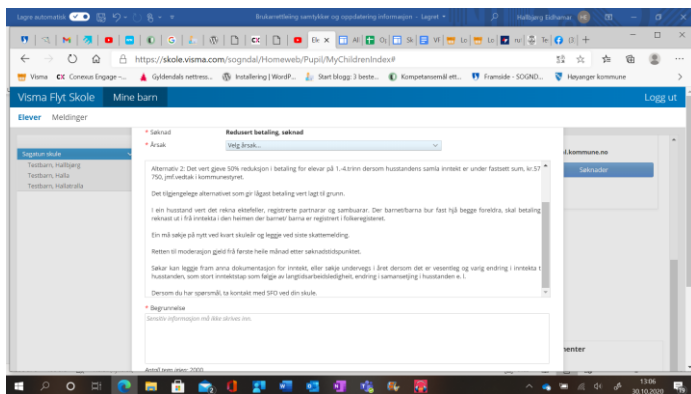 Lagre automatisk
Brukarrettleiing samtykker og oppdatering informasjon - Lagret
Hallbjørg Eidhamar
https://skole.visma.com/sogndal/Homeweb/Pupil/MyChildrenIndex#
Visma
Conexus Engage –...
Gyldendals nettress...
Installering | WordP...
Start blogg: 3 beste...
Kompetansemål ett...
Framside - SOGND...
Høyanger kommune
Visma Flyt Skole
Mine barn
Logg ut
Elever
Meldinger
* Søknad
Redusert betaling, søknad
* Årsak
Velg årsak...
Sagatun skule
Testbarn, Hallbjørg
Testbarn, Halla
Testbarn, Hallatralla
al.kommune.no
Søknader
Alternativ 2: Det vert gjeve 50% reduksjon i betaling for elevar på 1.-4.trinn dersom husstandens samla inntekt er under fastsett sum, kr.57
750, jmf vedtak i kommunestyret.
Det tilgjengelege alternativet som gir lågast betaling vert lagt til grunn.
I ein husstand vert det rekna ektefeller, registrerte partnarar og sambuarar. Der barnet/barna bur fast hjå begge foreldra, skal betaling
reknast ut i frå inntekta i den heimen der barnet/ barna er registrert i folkeregisteret.
Ein må søkje på nytt ved kvart skuleår og leggje ved siste skattemelding.
Retten til moderasjon gjeld frå første heile månad etter søknadstidspunktet.
Søkar kan leggje fram anna dokumentasjon for inntekt, eller søkje undervegs i året dersom det er vesentleg og varig endring i inntekta t
husstanden, som stort inntektstap som følgje av langtidsarbeidsledigheit, endring i samansetjing i husstanden e. l.
Dersom du har spørsmål, ta kontakt med SFO ved din skule.
* Begrunnelse
Sensitiv informasjon må ikke skrives inn.
Antall tegn igjen: 2000
menter
13:06
30.10.2020